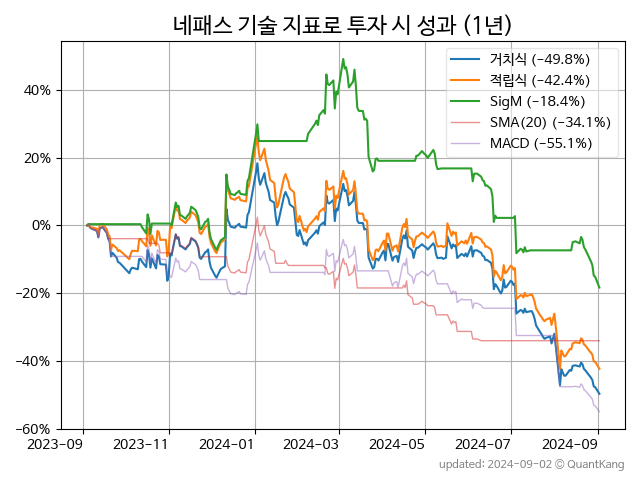 네패스 기술 지표로 투자 시 성과 (1년)
거치식 (−49.8%)
적립식 (−42.4%)
SigM (−18.4%)
SMA(20) (−34.1%)
MACD (−55.1%)
40%
20%
0%
−20%
−40%
−60%
2023-09 2023-11 2024-01 2024-03 2024-05 2024-07 2024-09
updated: 2024-09-02 © QuantKang